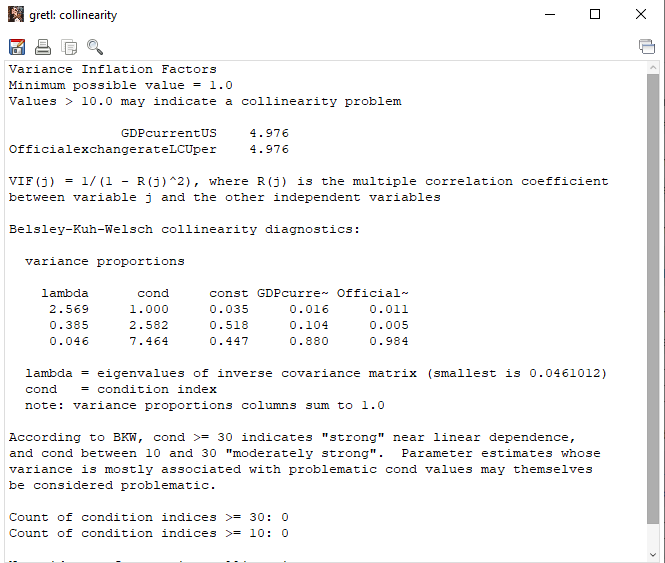 gretl: collinearity
Variance Inflation Factors
Minimum possible value = 1.0
Values > 10.0 may indicate a collinearity problem
GDPcurrentUS 4.976
OfficialexchangerateLCUper 4.976
VIF(j) = 1/(1 - R(j)^2), where R(j) is the multiple correlation coefficient
between variable j and the other independent variables
Belsley-Kuh-Welsch collinearity diagnostics:
variance proportions
lambda cond const GDPcurre~ Official~
2.569 1.000 0.035 0.016 0.011
0.385 2.582 0.518 0.104 0.005
0.046 7.464 0.447 0.880 0.984
lambda = eigenvalues of inverse covariance matrix (smallest is 0.0461012)
cond = condition index
note: variance proportions columns sum to 1.0
According to BKW, cond >= 30 indicates "strong" near linear dependence,
and cond between 10 and 30 "moderately strong". Parameter estimates whose
variance is mostly associated with problematic cond values may themselves
be considered problematic.
Count of condition indices >= 30: 0
Count of condition indices >= 10: 0